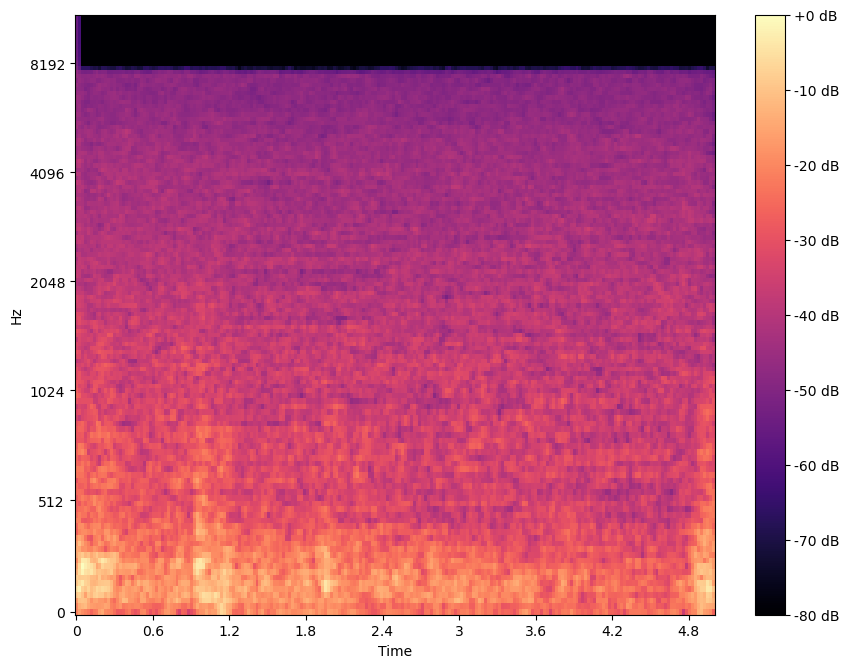 +0 dB
8192
-10 dB
4096
-20 dB
-30 dB
2048
Hz
-40 dB
1024
-50 dB
512
-60 dB
-70 dB
0
-80 dB
0 0.6 1.2 1.8 2.4 3 3.6 4.2 4.8
Time